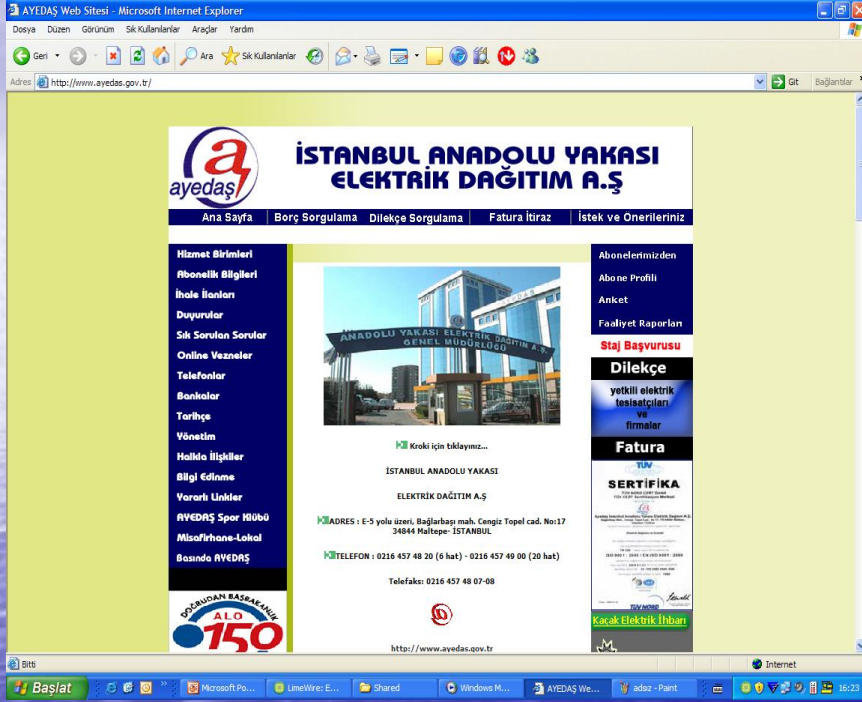 AYEDAŞ Web Sitesi - Microsoft Internet Explorer
Dosya Düzen Görünüm Sık Kullanılanlar Araçlar Yardım
Geri Ara Sık Kullanılanlar
Adres http://www.ayedas.gov.tr/ Git Bağlantılar
ayedaş
İSTANBUL ANADOLU YAKASI
ELEKTRİK DAĞITIM A.Ş
Ana Sayfa Borç Sorgulama Dilekçe Sorgulama Fatura İtiraz İstek ve Önerileriniz
Hizmet Birimleri
Abonelik Bilgileri
İhale İlanları
Duyurular
Sık Sorulan Sorular
Online Vezneler
Telefonlar
Bankalar
Tarihçe
Yönetim
Halkla İlişkiler
Bilgi Edinme
Yararlı Linkler
AYEDAŞ Spor Klübü
Misafirhane-Lokal
Basında AYEDAŞ
DOĞRUDAN BAŞBAKANLIK
ALO
150
ANADOLU YAKASI ELEKTRİK DAĞITIM A.Ş.
GENEL MÜDÜRLÜĞÜ
Kroki için tıklayınız...
İSTANBUL ANADOLU YAKASI
ELEKTRİK DAĞITIM A.Ş
ADRES : E-5 yolu üzeri, Bağlarbaşı mah. Cengiz Topel cad. No:17
34844 Maltepe- İSTANBUL
TELEFON : 0216 457 48 20 (6 hat) - 0216 457 49 00 (20 hat)
Telefaks: 0216 457 48 07-08
http://www.ayedas.gov.tr
Abonelerimizden
Abone Profili
Anket
Faaliyet Raporları
Staj Başvurusu
Dilekçe
yetkili elektrik
tesisatçıları
ve
firmalar
Fatura
TÜV
SERTİFİKA
TÜV NORD
Kaçak Elektrik İhbarı
Bitti Internet
Başlat Microsoft Po... LimeWire: E... Shared Windows M... AYEDAŞ We... adsız - Paint 16:23